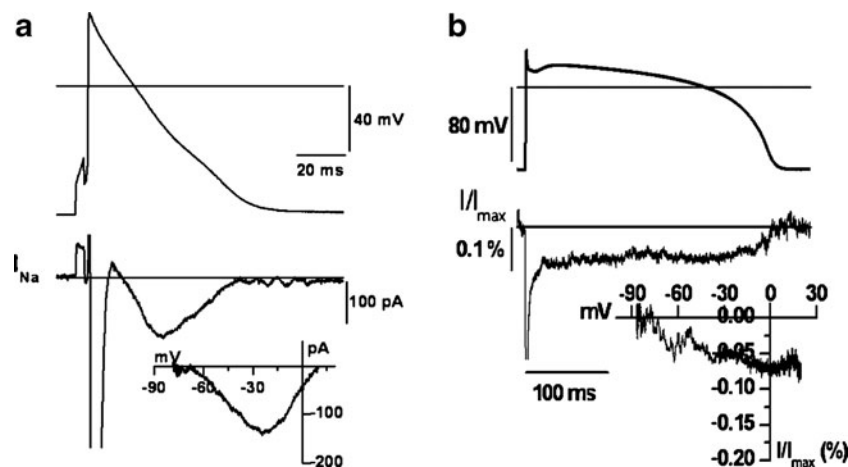 a
40 mV
20 ms
I Na
100 pA
mV
pA
-90
-60
-30
-100
-200
b
80 mV
I/I max
0.1 %
100 ms
-90 -60 -30 0 30
mV
0.00
-0.05
-0.10
-0.15
-0.20
I/I max (%)